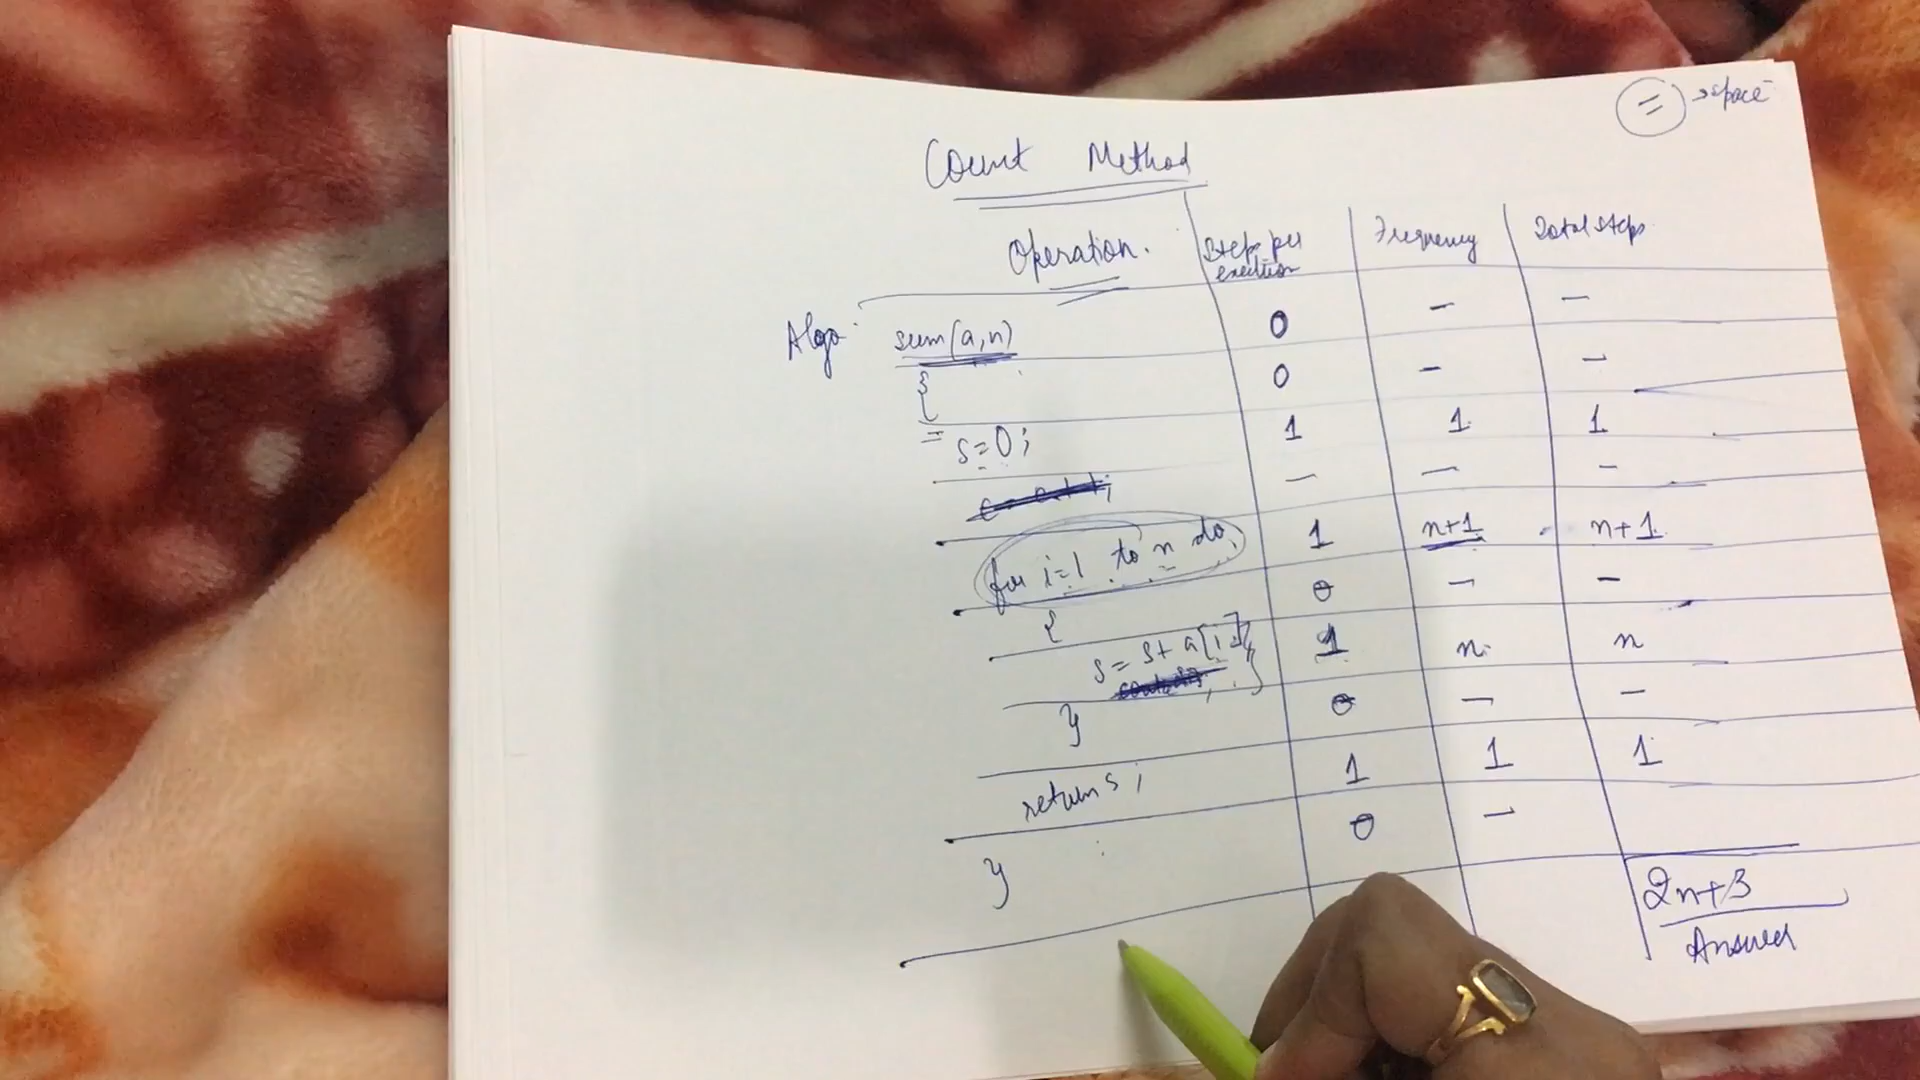 = → space
Count Method
Operation. Steps per execution Frequency Total Steps.
Algo. sum(a,n) 0 - -
{ 0 - -
= s=0; 1 1 1
- - -
for i=1 to n do, 1 n+1 n+1
{ 0 - -
s= s+ a[i]; 1 n n
} 0 - -
return s; 1 1 1
} 0 -
2n+3
Answer